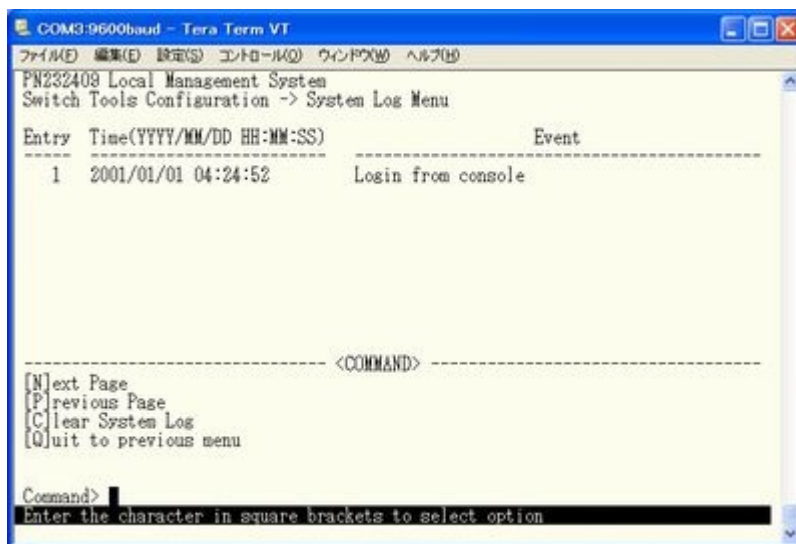 COM3:9600baud - Tera Term VT
ファイル(F) 編集(E) 設定(S) コントロール(O) ウィンドウ(W) ヘルプ(H)
PN232409 Local Management System
Switch Tools Configuration -> System Log Menu
Entry Time(YYYY/MM/DD HH:MM:SS) Event
----- ------------------------- -------------------------------------------
1 2001/01/01 04:24:52 Login from console
-------------------------------- <COMMAND> -----------------------------------
[N]ext Page
[P]revious Page
[C]lear System Log
[Q]uit to previous menu
Command>
Enter the character in square brackets to select option